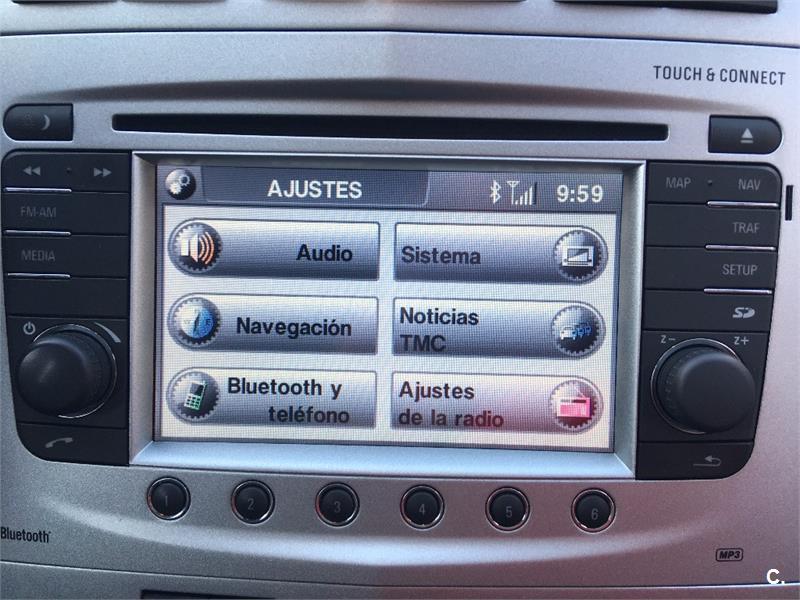 TOUCH & CONNECT
AJUSTES
9:59
MAP
NAV
FM-AM
Audio
Sistema
TRAF
MEDIA
SETUP
Navegación
Noticias
TMC
Z-
Z+
Bluetooth y
teléfono
Ajustes
de la radio
1
2
3
4
5
6
Bluetooth
MP3
C.